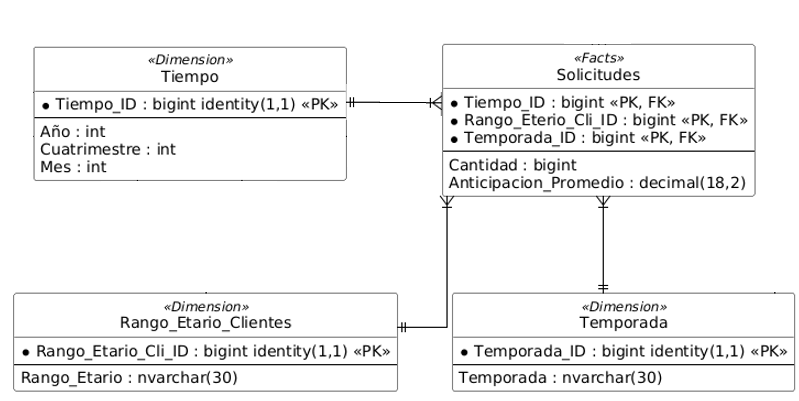 «Dimension»
Tiempo
Tiempo_ID : bigint identity(1,1) «PK»
Año : int
Cuatrimestre : int
Mes : int
«Facts»
Solicitudes
Tiempo_ID : bigint «PK, FK»
Rango_Eterio_Cli_ID : bigint «PK, FK»
Temporada_ID : bigint «PK, FK»
Cantidad : bigint
Anticipacion_Promedio : decimal(18,2)
«Dimension»
Rango_Etario_Clientes
Rango_Etario_Cli_ID : bigint identity(1,1) «PK»
Rango_Etario : nvarchar(30)
«Dimension»
Temporada
Temporada_ID : bigint identity(1,1) «PK»
Temporada : nvarchar(30)